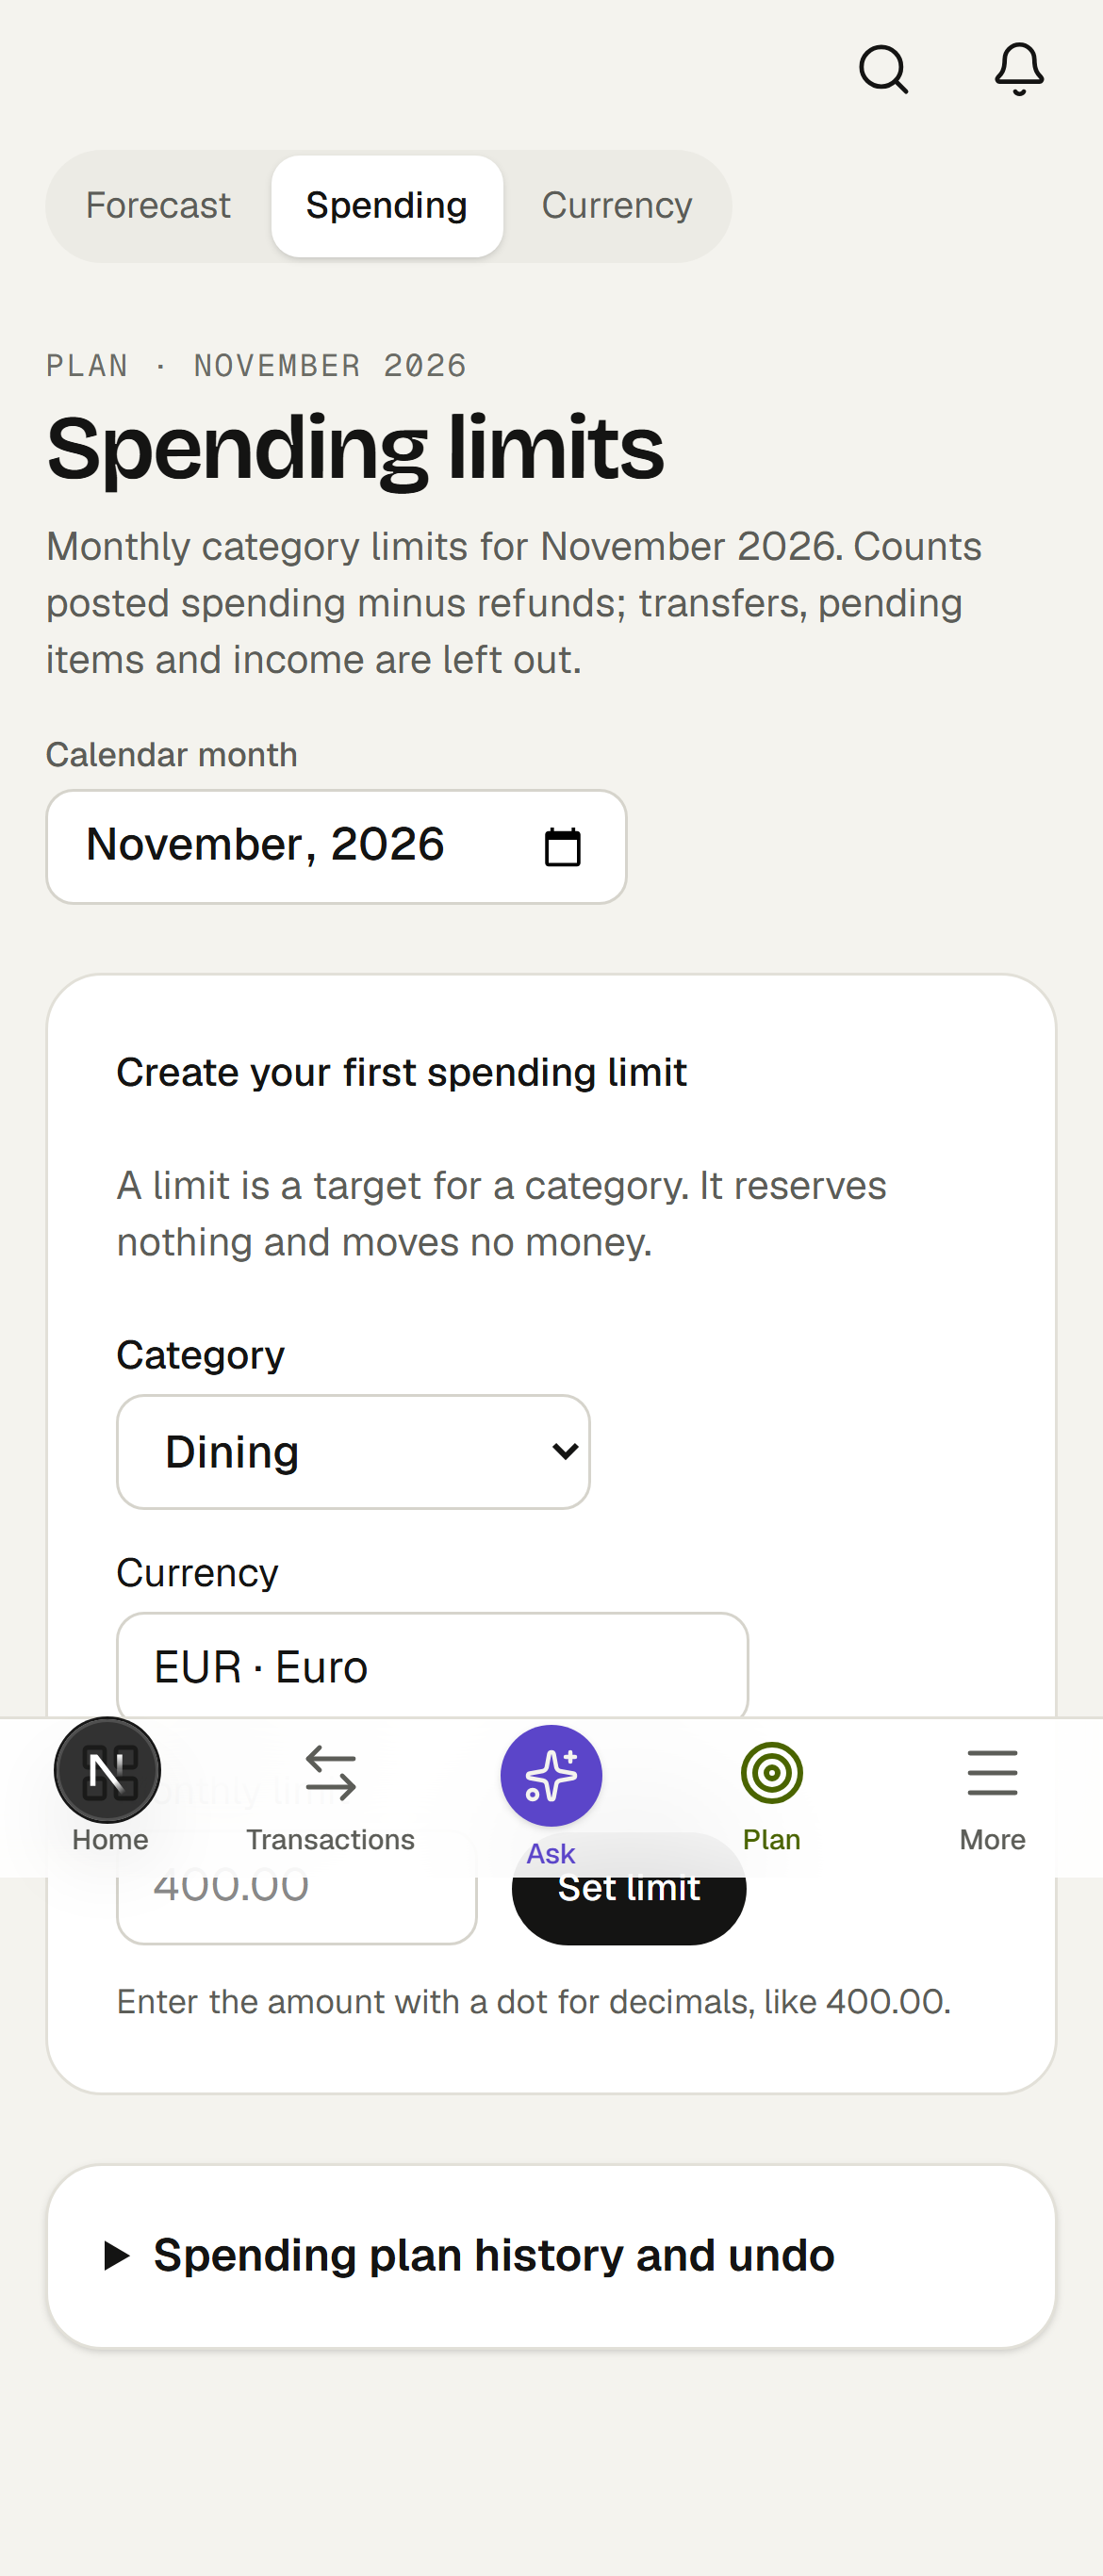 Forecast
Spending
Currency
PLAN · NOVEMBER 2026
Spending limits
Monthly category limits for November 2026. Counts
posted spending minus refunds; transfers, pending
items and income are left out.
Calendar month
November, 2026
Create your first spending limit
A limit is a target for a category. It reserves
nothing and moves no money.
Category
Dining
Currency
EUR · Euro
N
Home
Transactions
Ask
Plan
More
400.00
Set limit
Enter the amount with a dot for decimals, like 400.00.
Spending plan history and undo